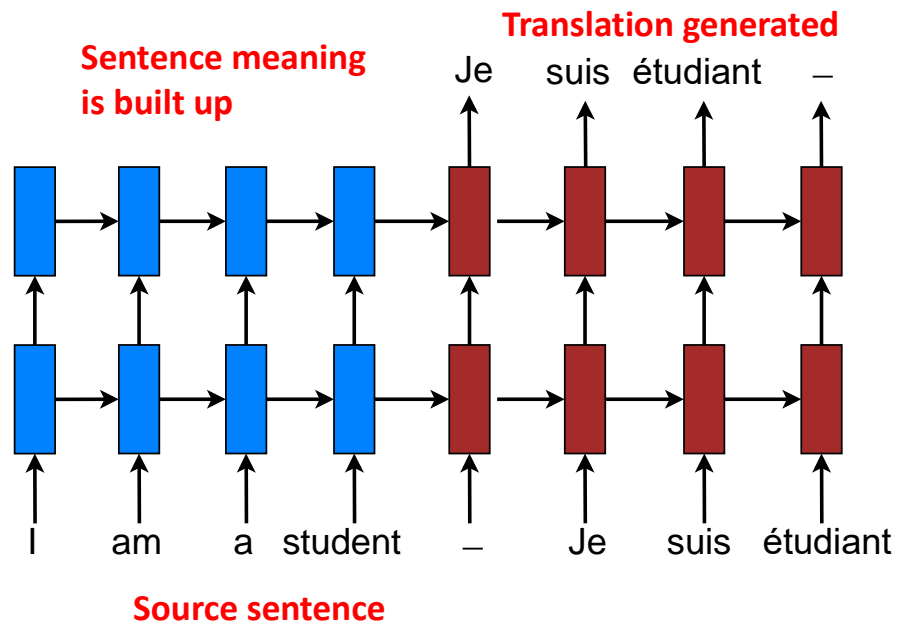 Translation generated
Sentence meaning
is built up
Je suis étudiant –
I am a student – Je suis étudiant
Source sentence